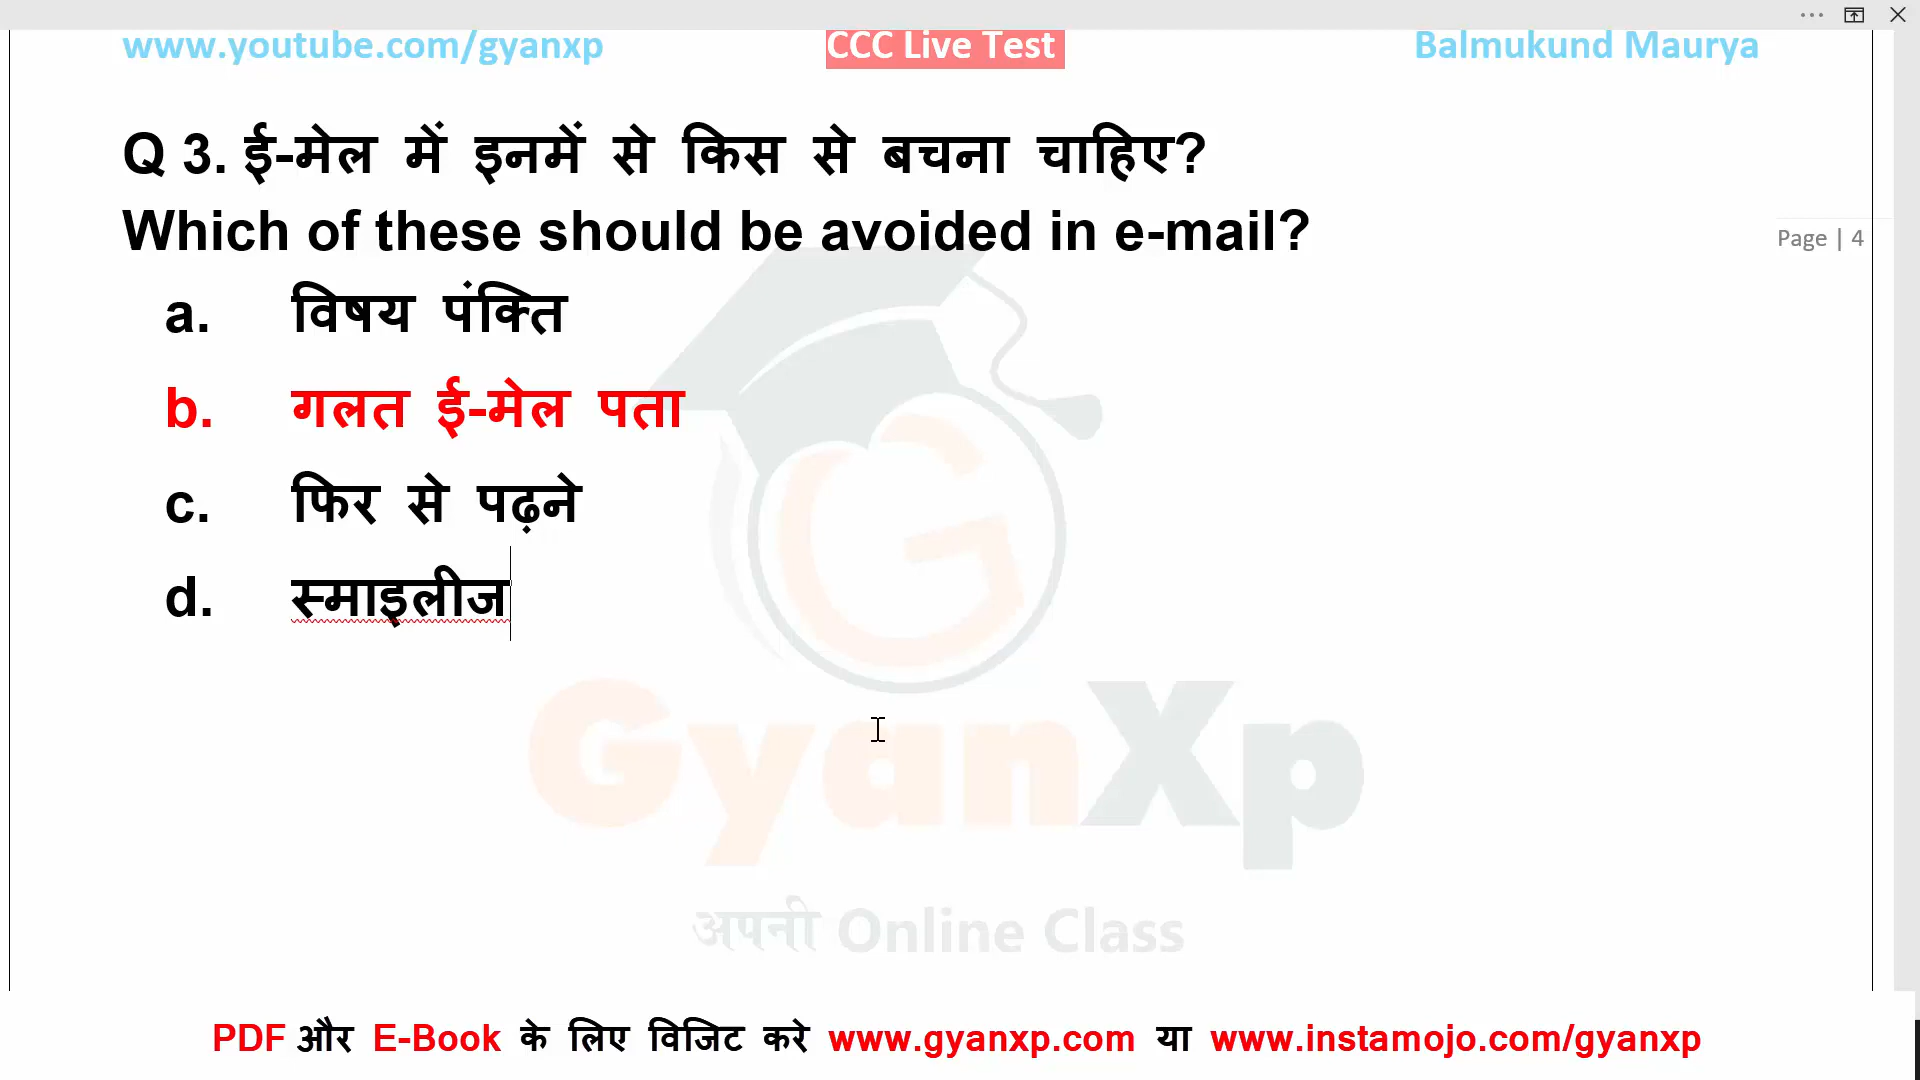 www.youtube.com/gyanxp CCC Live Test Balmukund Maurya
Q 3. ई-मेल में इनमें से किस से बचना चाहिए?
Which of these should be avoided in e-mail?
Page | 4
a. विषय पंक्ति
b. गलत ई-मेल पता
c. फिर से पढ़ने
d. स्माइलीज
GyanXp
अपनी Online Class
PDF और E-Book के लिए विजिट करे www.gyanxp.com या www.instamojo.com/gyanxp